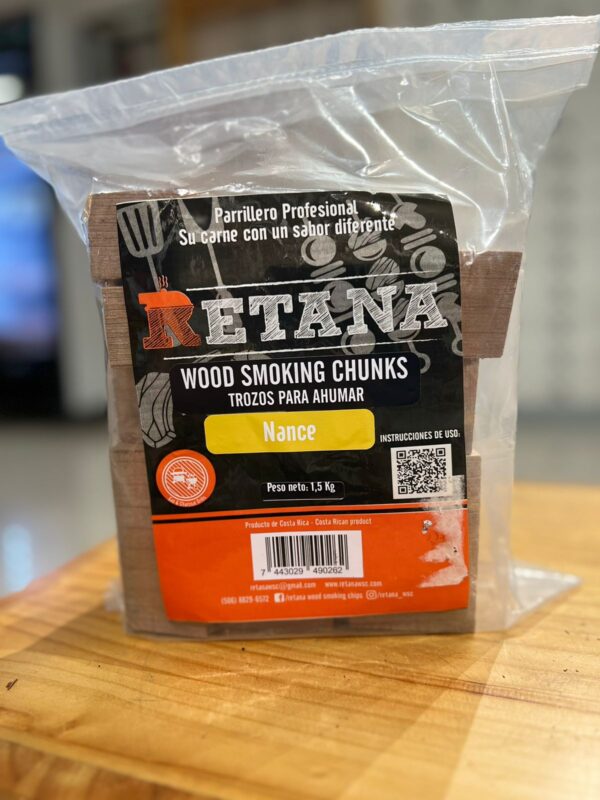 Parrillero Profesional
Su carne con un sabor diferente
RETANA
WOOD SMOKING CHUNKS
TROZOS PARA AHUMAR
Nance
INSTRUCCIONES DE USO:
Peso neto: 1,5 Kg
Producto de Costa Rica - Costa Rican product
7 443029 490262
retanawsc@gmail.com www.retanawsc.com
(506) 8829-6572 /retana wood smoking chips /retana_wsc